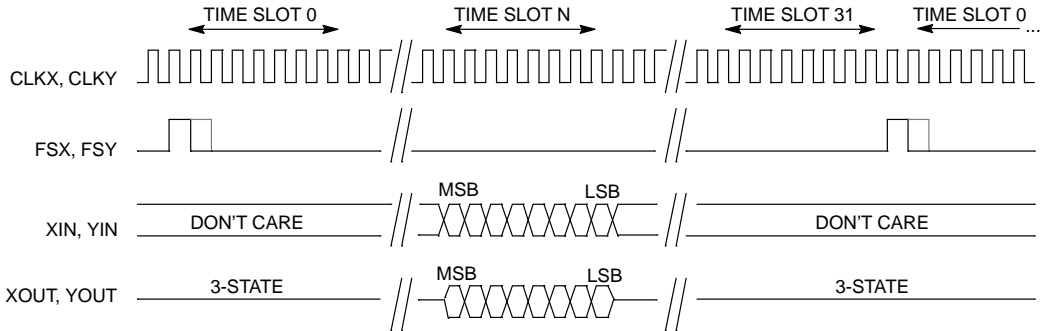 TIME SLOT 0 TIME SLOT N TIME SLOT 31 TIME SLOT 0
...
CLKX, CLKY
FSX, FSY
MSB LSB
XIN, YIN DON'T CARE DON'T CARE
MSB LSB
XOUT, YOUT 3-STATE 3-STATE